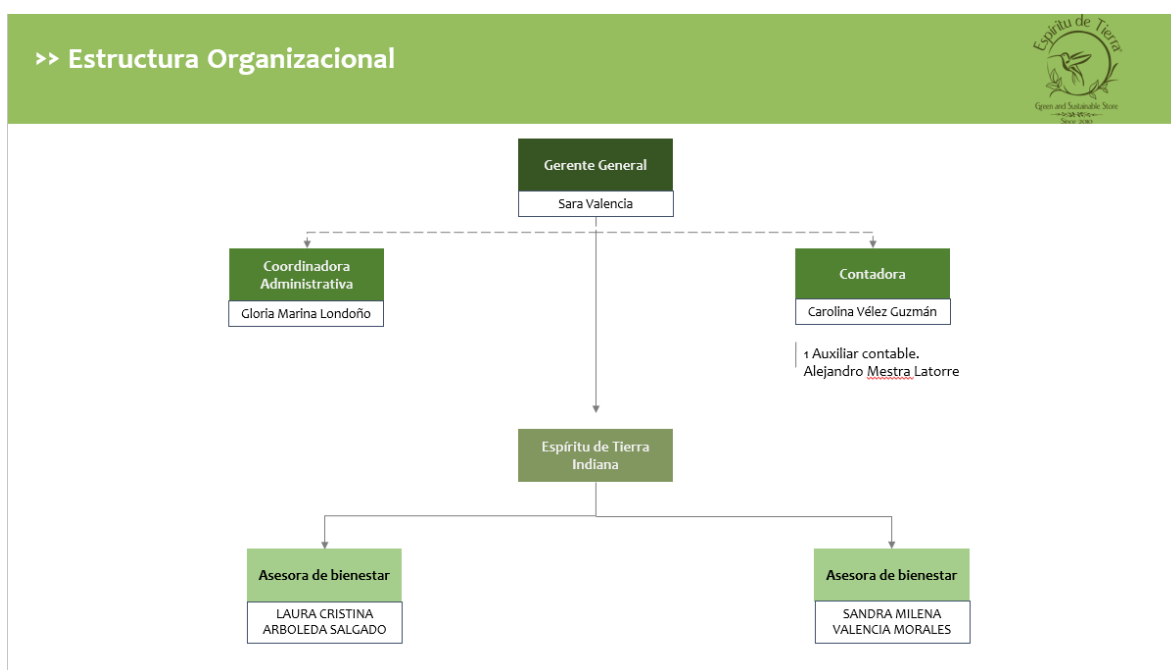 >> Estructura Organizacional
Espíritu de Tierra
Green and Sustainable Store
Since 2010
Gerente General
Sara Valencia
Coordinadora
Administrativa
Gloria Marina Londoño
Contadora
Carolina Vélez Guzmán
1 Auxiliar contable.
Alejandro Mestra Latorre
Espíritu de Tierra
Indiana
Asesora de bienestar
LAURA CRISTINA
ARBOLEDA SALGADO
Asesora de bienestar
SANDRA MILENA
VALENCIA MORALES